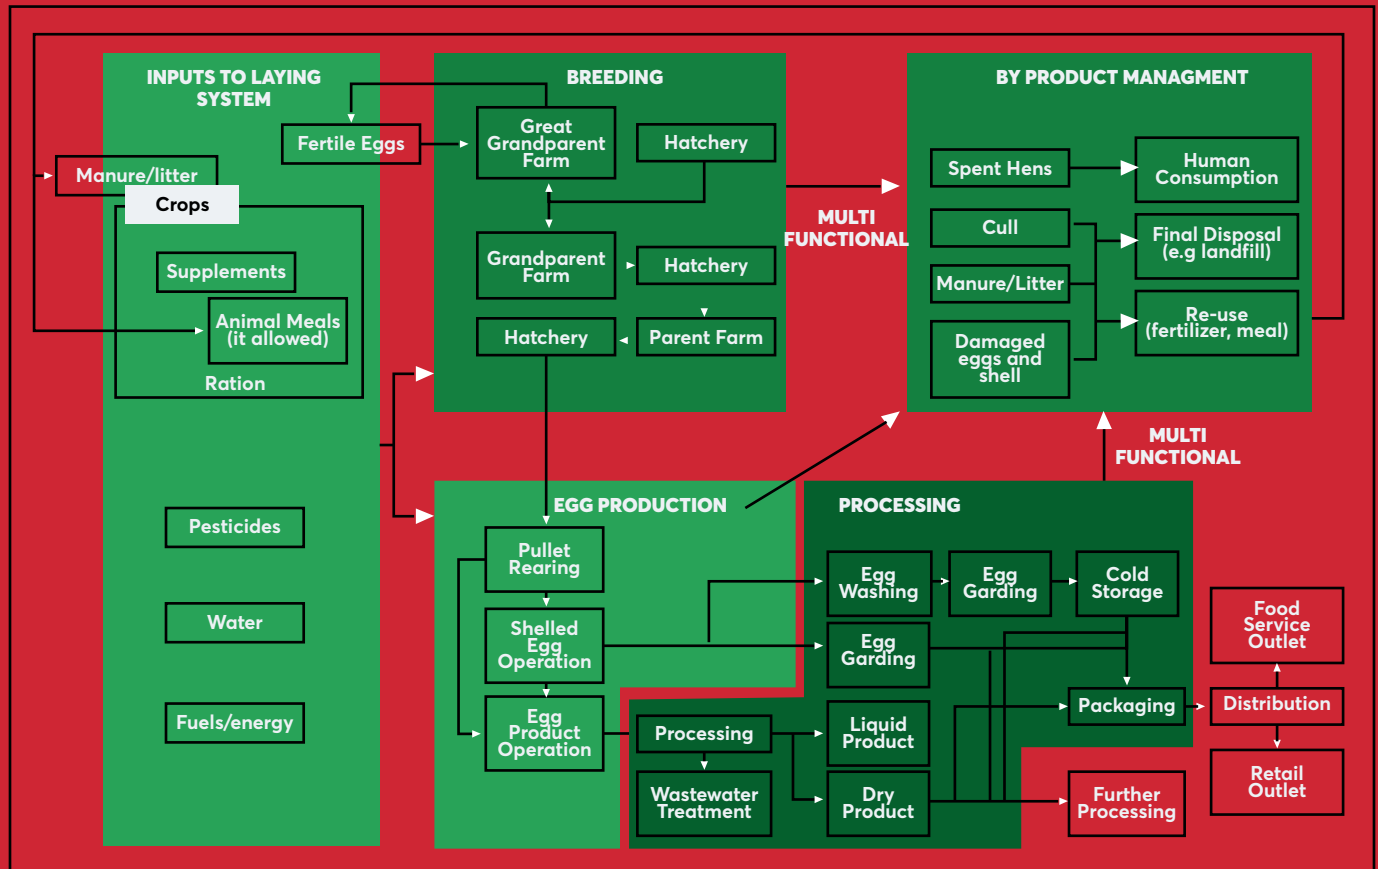 INPUTS TO LAYING
SYSTEM
Fertile Eggs
Manure/litter
Crops
Supplements
Animal Meals
(it allowed)
Ration
Pesticides
Water
Fuels/energy
BREEDING
Great
Grandparent
Farm
Hatchery
Grandparent
Farm
Hatchery
Hatchery
Parent Farm
MULTI
FUNCTIONAL
BY PRODUCT MANAGMENT
Spent Hens
Human
Consumption
Cull
Final Disposal
(e.g landfill)
Manure/Litter
Re-use
(fertilizer, meal)
Damaged
eggs and
shell
MULTI
FUNCTIONAL
EGG PRODUCTION
Pullet
Rearing
Shelled
Egg
Operation
Egg
Product
Operation
PROCESSING
Egg
Washing
Egg
Garding
Cold
Storage
Egg
Garding
Packaging
Processing
Liquid
Product
Wastewater
Treatment
Dry
Product
Further
Processing
Food
Service
Outlet
Distribution
Retail
Outlet